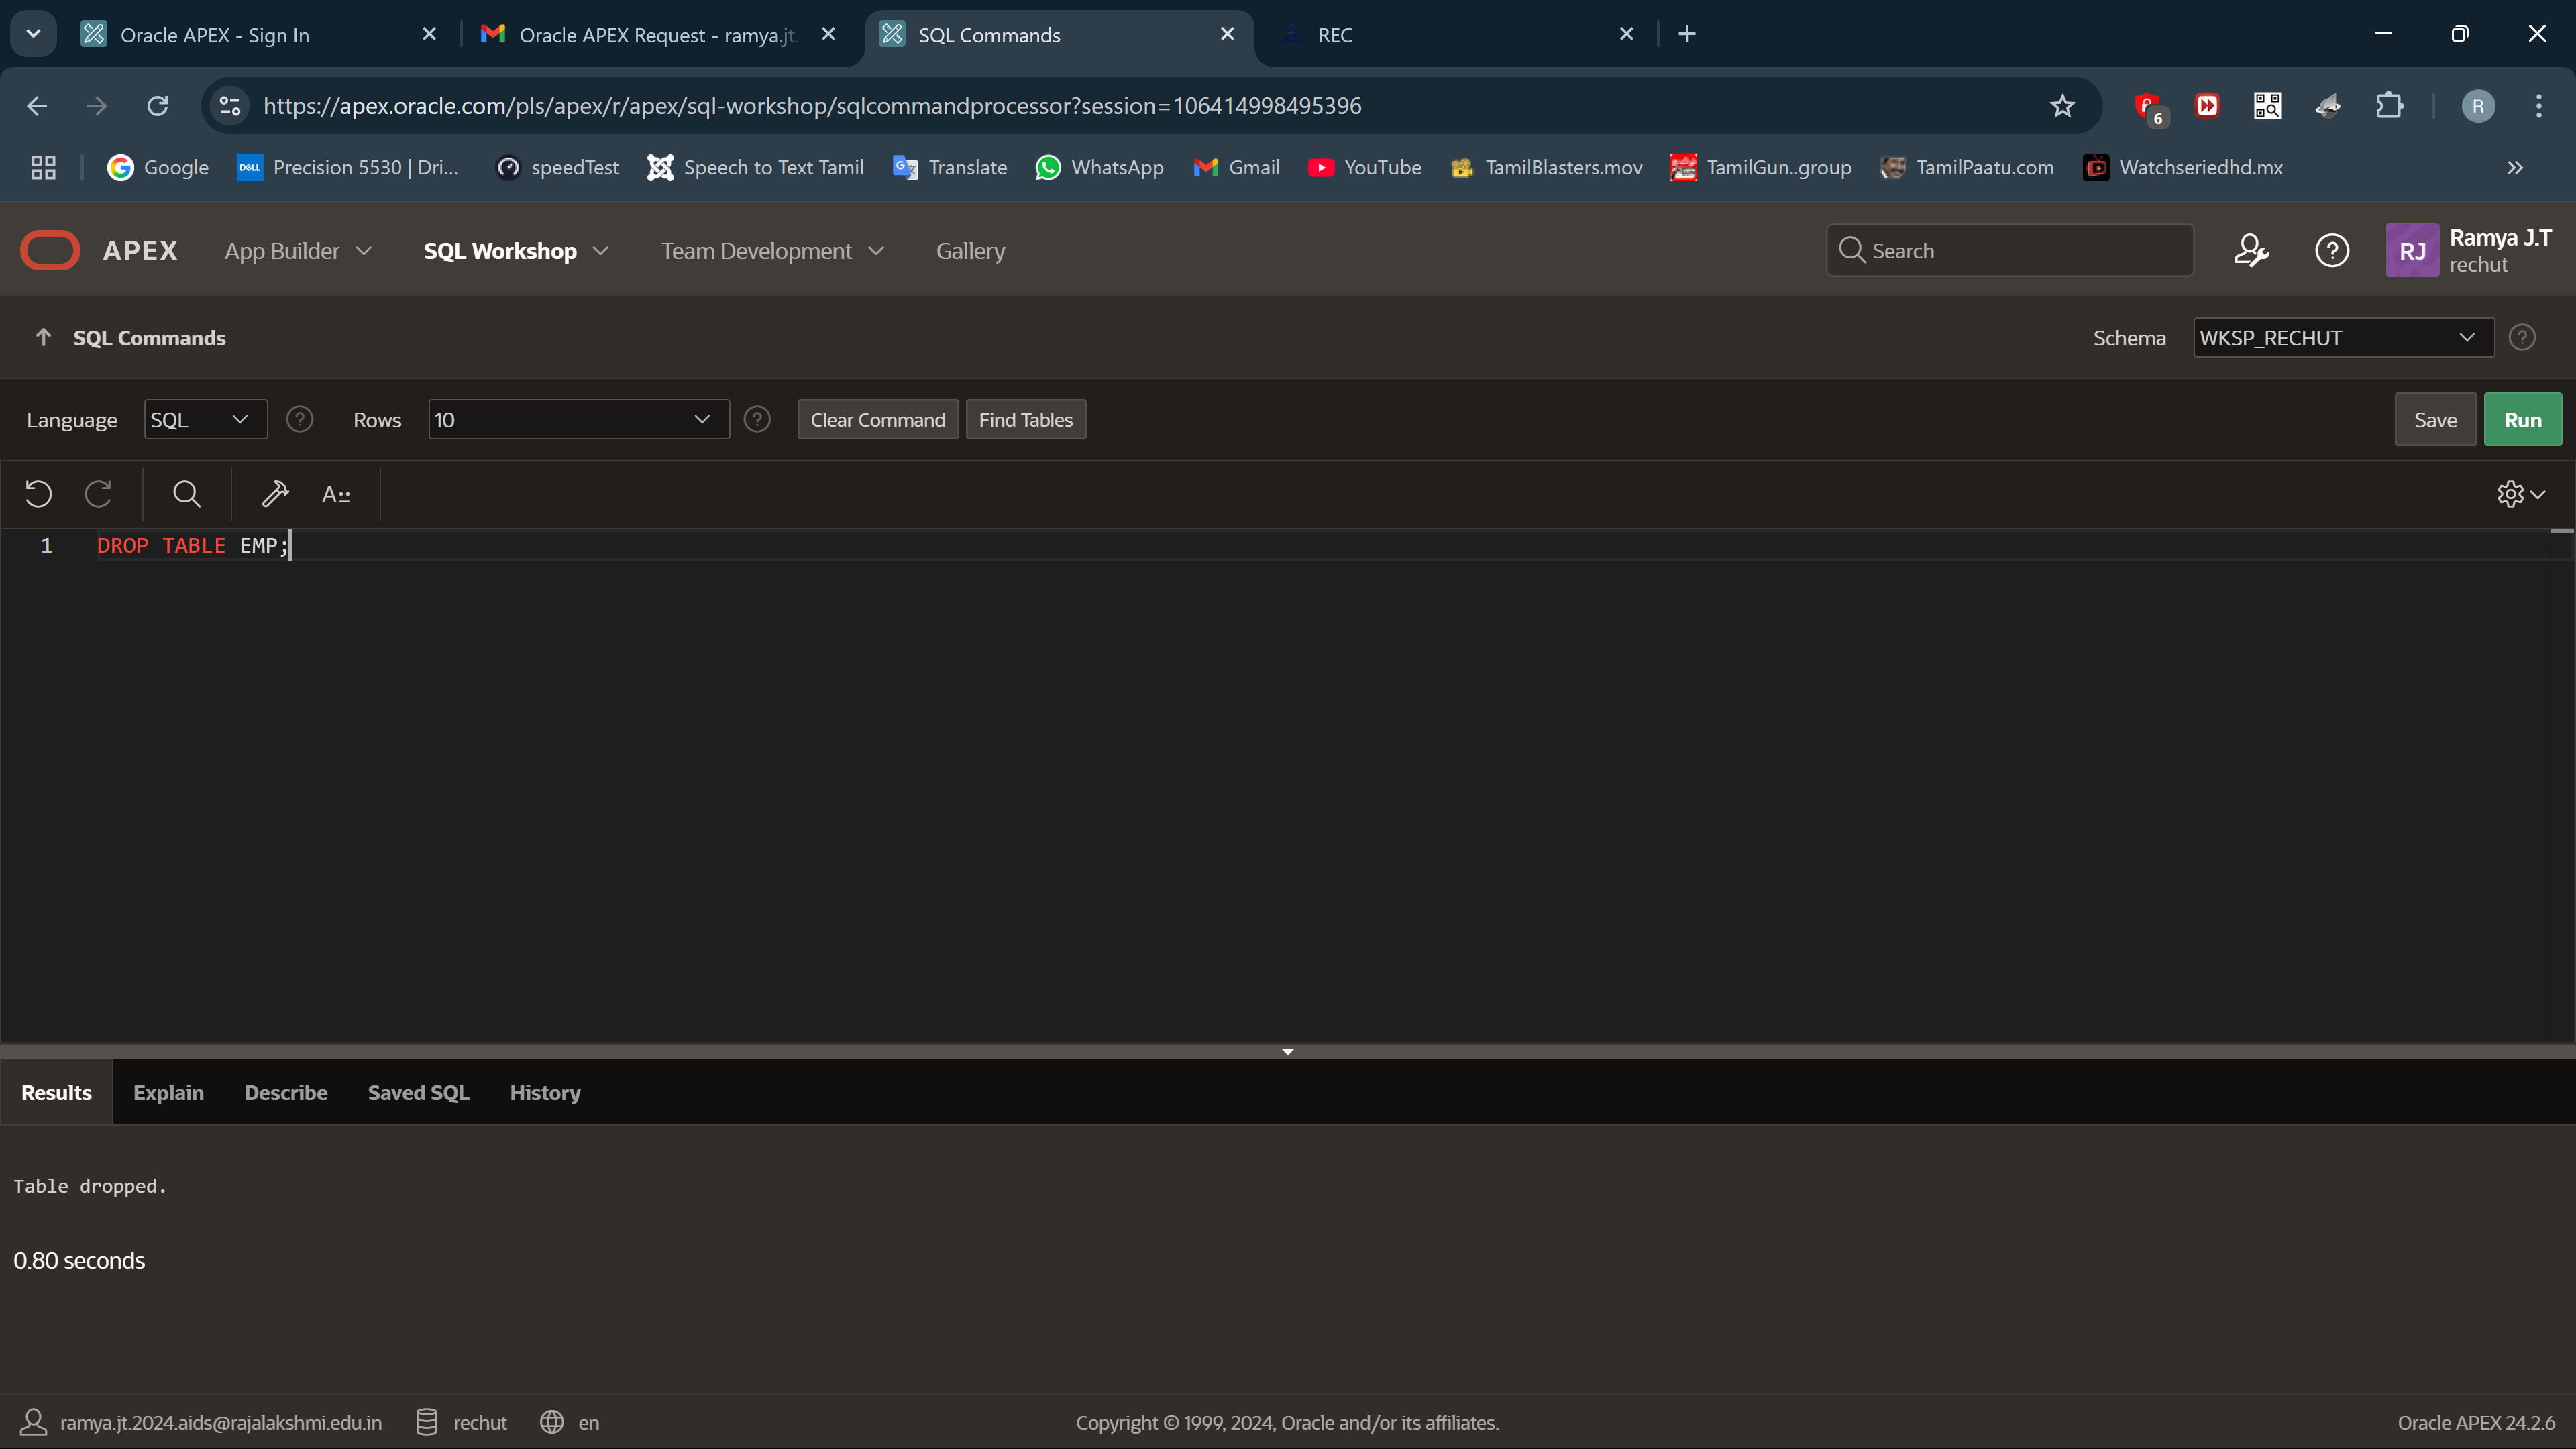 Oracle APEX - Sign In
Oracle APEX Request - ramya.jt.
SQL Commands
REC
https://apex.oracle.com/pls/apex/r/apex/sql-workshop/sqlcommandprocessor?session=106414998495396
6
R
Google
DELL
Precision 5530 | Dri...
speedTest
Speech to Text Tamil
Translate
WhatsApp
Gmail
YouTube
TamilBlasters.mov
TamilGun..group
TamilPaatu.com
Watchseriedhd.mx
APEX
App Builder
SQL Workshop
Team Development
Gallery
Search
RJ
Ramya J.T
rechut
SQL Commands
Schema
WKSP_RECHUT
Language
SQL
Rows
10
Clear Command
Find Tables
Save
Run
1 DROP TABLE EMP;
Results
Explain
Describe
Saved SQL
History
Table dropped.
0.80 seconds
ramya.jt.2024.aids@rajalakshmi.edu.in
rechut
en
Copyright © 1999, 2024, Oracle and/or its affiliates.
Oracle APEX 24.2.6